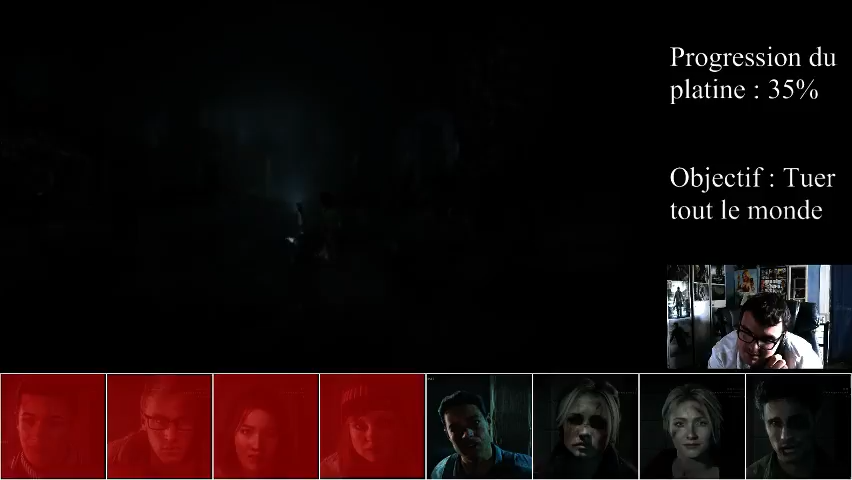 Progression du
platine : 35%
Objectif : Tuer
tout le monde